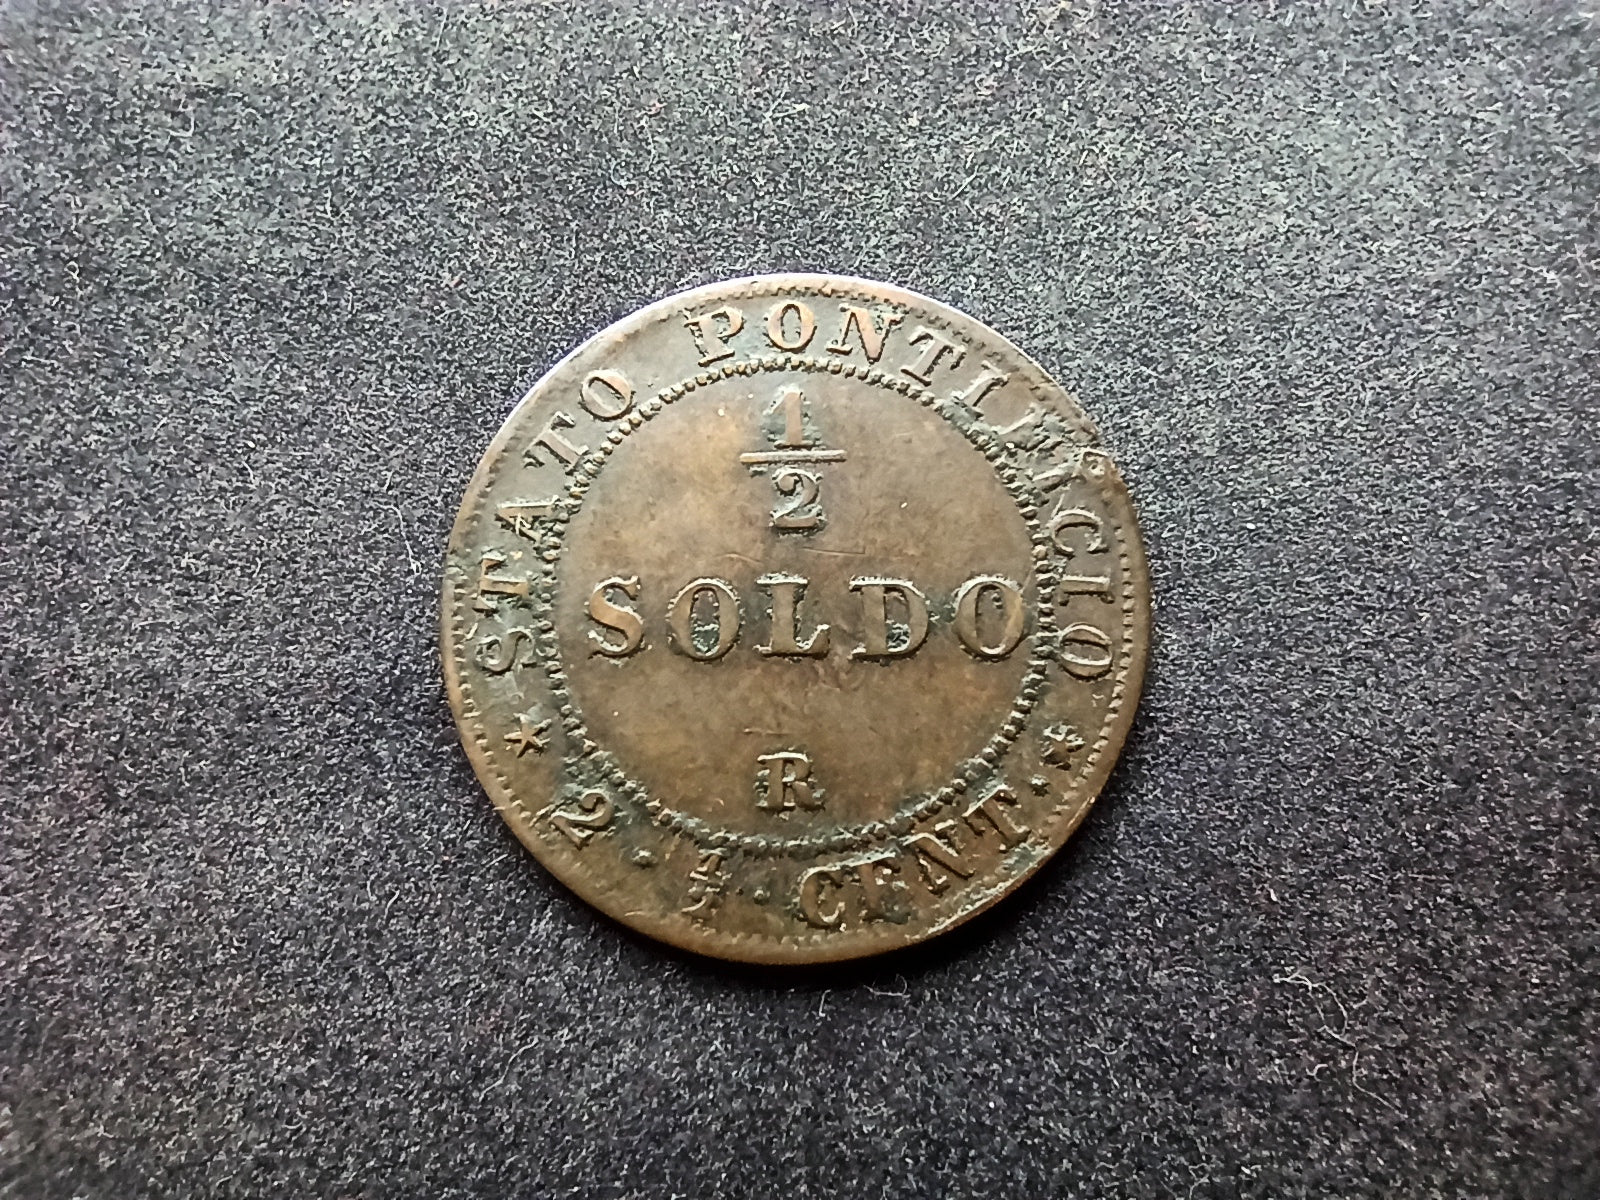 STATO PONTIFICIO
1/2
SOLDO
R
2 · 1/2 · CENT ·